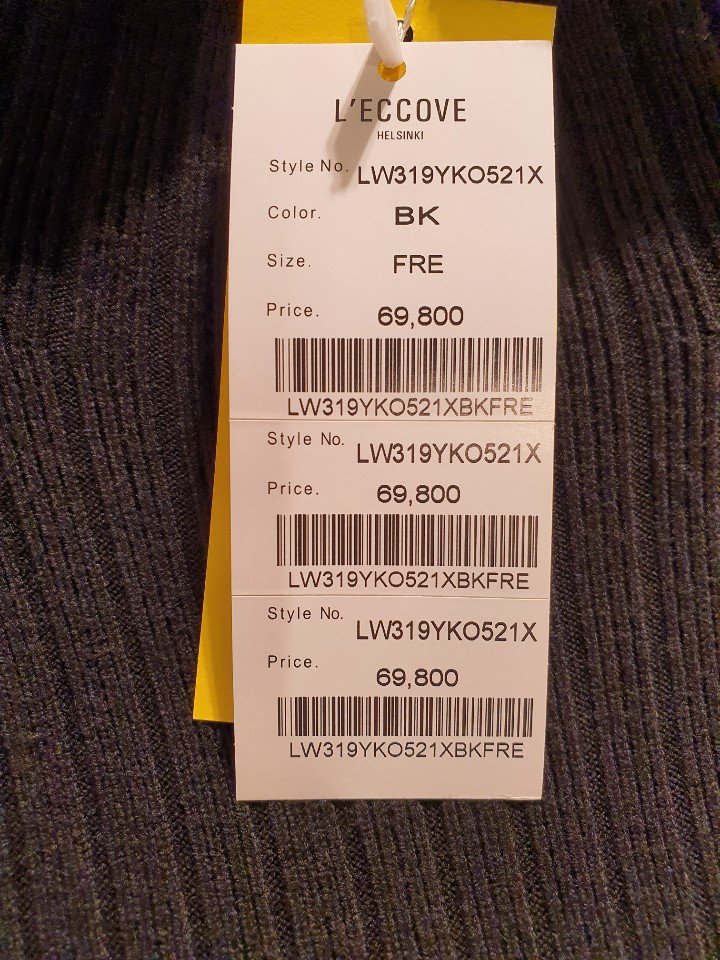 L'ECCOVE
HELSINKI
Style No. LW319YKO521X
Color. BK
Size. FRE
Price. 69,800
LW319YKO521XBKFRE
Style No. LW319YKO521X
Price. 69,800
LW319YKO521XBKFRE
Style No. LW319YKO521X
Price. 69,800
LW319YKO521XBKFRE